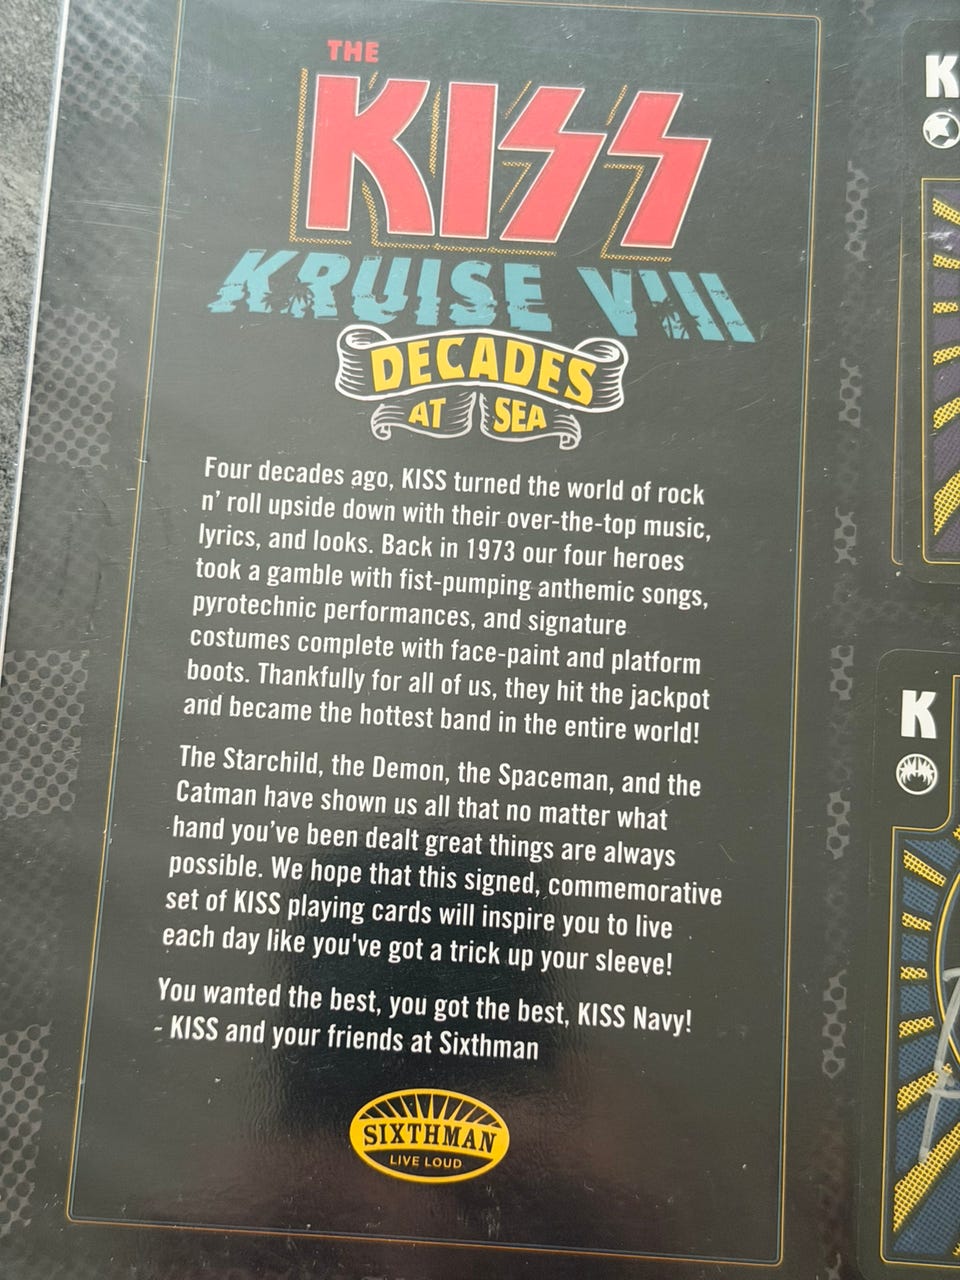 THE
KISS
KRUISE VIII
DECADES
AT SEA
Four decades ago, KISS turned the world of rock
n' roll upside down with their over-the-top music,
lyrics, and looks. Back in 1973 our four heroes
took a gamble with fist-pumping anthemic songs,
pyrotechnic performances, and signature
costumes complete with face-paint and platform
boots. Thankfully for all of us, they hit the jackpot
and became the hottest band in the entire world!
The Starchild, the Demon, the Spaceman, and the
Catman have shown us all that no matter what
hand you've been dealt great things are always
possible. We hope that this signed, commemorative
set of KISS playing cards will inspire you to live
each day like you've got a trick up your sleeve!
You wanted the best, you got the best, KISS Navy!
- KISS and your friends at Sixthman
SIXTHMAN
LIVE LOUD
K
K